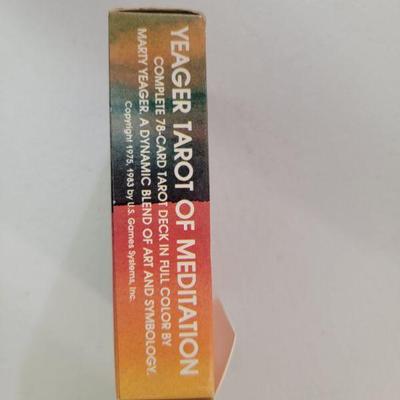 YEAGER TAROT OF MEDITATION
COMPLETE 78-CARD TAROT DECK IN FULL COLOR BY
MARTY YEAGER. A DYNAMIC BLEND OF ART AND SYMBOLOGY.
Copyright 1975, 1983 by U.S. Games Systems, Inc.